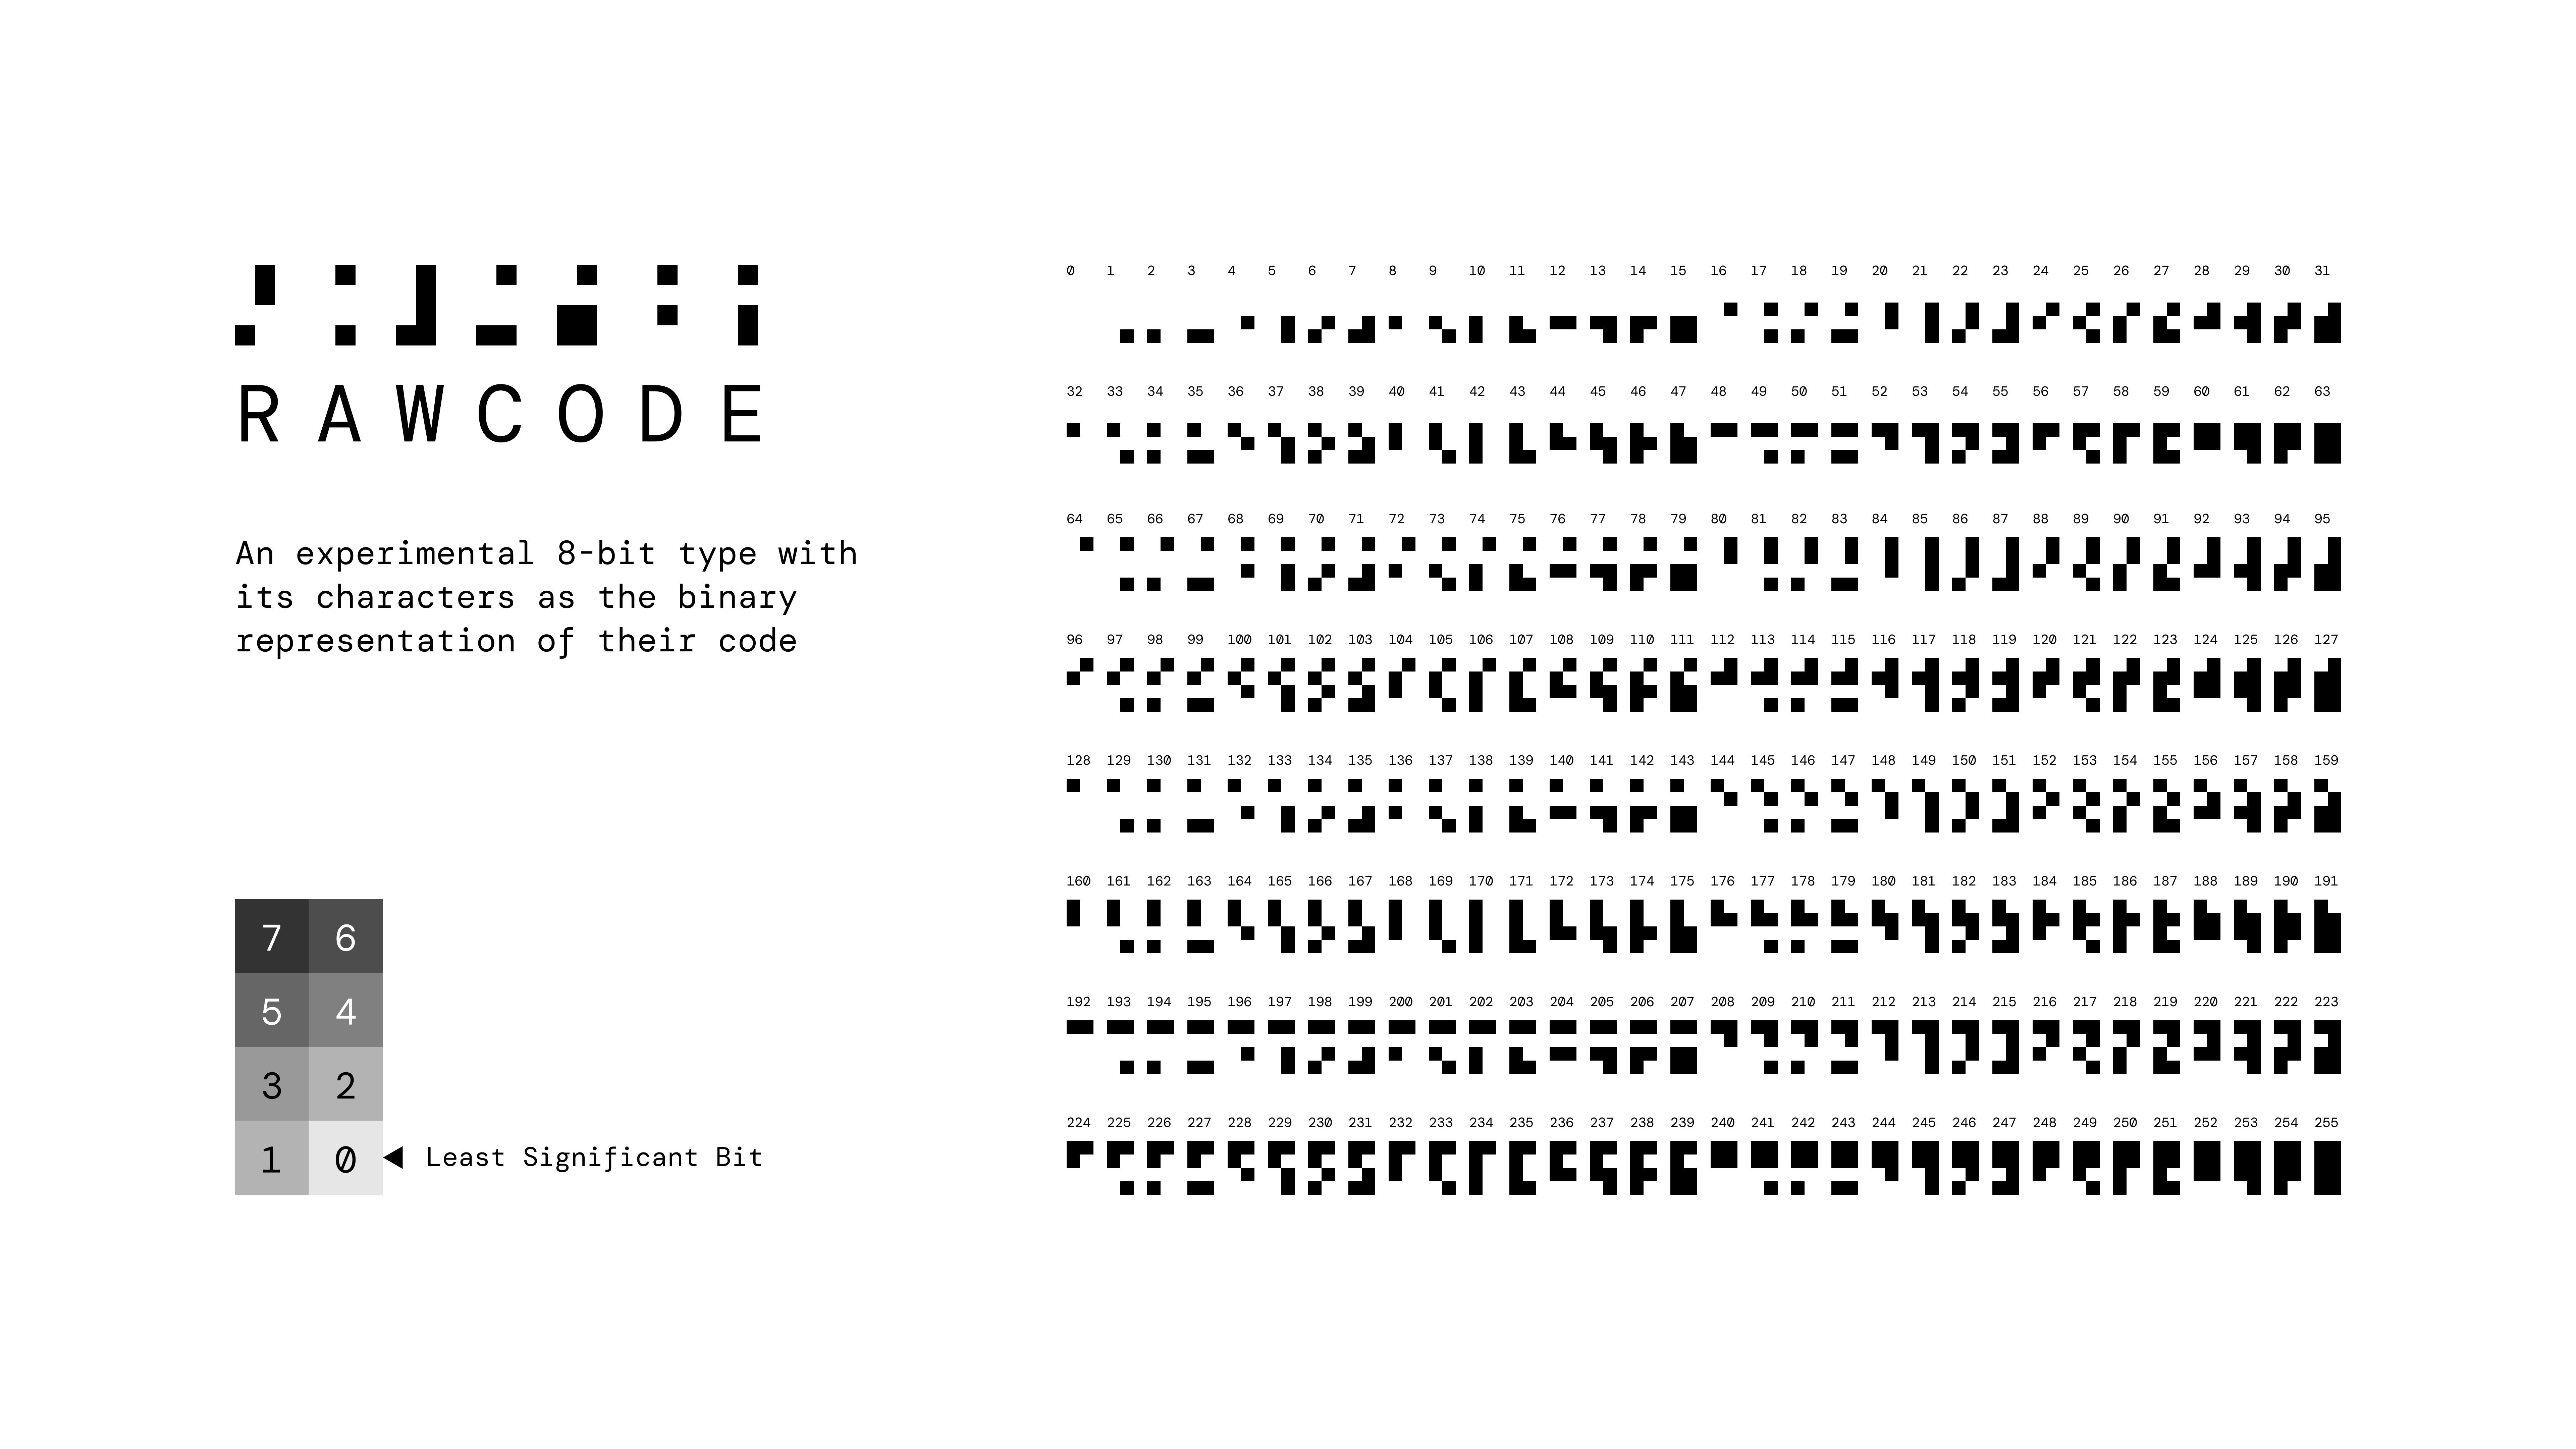 RAWCODE
An experimental 8-bit type with
its characters as the binary
representation of their code
7 6
5 4
3 2
1 0 ◀ Least Significant Bit
0 1 2 3 4 5 6 7 8 9 10 11 12 13 14 15 16 17 18 19 20 21 22 23 24 25 26 27 28 29 30 31
32 33 34 35 36 37 38 39 40 41 42 43 44 45 46 47 48 49 50 51 52 53 54 55 56 57 58 59 60 61 62 63
64 65 66 67 68 69 70 71 72 73 74 75 76 77 78 79 80 81 82 83 84 85 86 87 88 89 90 91 92 93 94 95
96 97 98 99 100 101 102 103 104 105 106 107 108 109 110 111 112 113 114 115 116 117 118 119 120 121 122 123 124 125 126 127
128 129 130 131 132 133 134 135 136 137 138 139 140 141 142 143 144 145 146 147 148 149 150 151 152 153 154 155 156 157 158 159
160 161 162 163 164 165 166 167 168 169 170 171 172 173 174 175 176 177 178 179 180 181 182 183 184 185 186 187 188 189 190 191
192 193 194 195 196 197 198 199 200 201 202 203 204 205 206 207 208 209 210 211 212 213 214 215 216 217 218 219 220 221 222 223
224 225 226 227 228 229 230 231 232 233 234 235 236 237 238 239 240 241 242 243 244 245 246 247 248 249 250 251 252 253 254 255